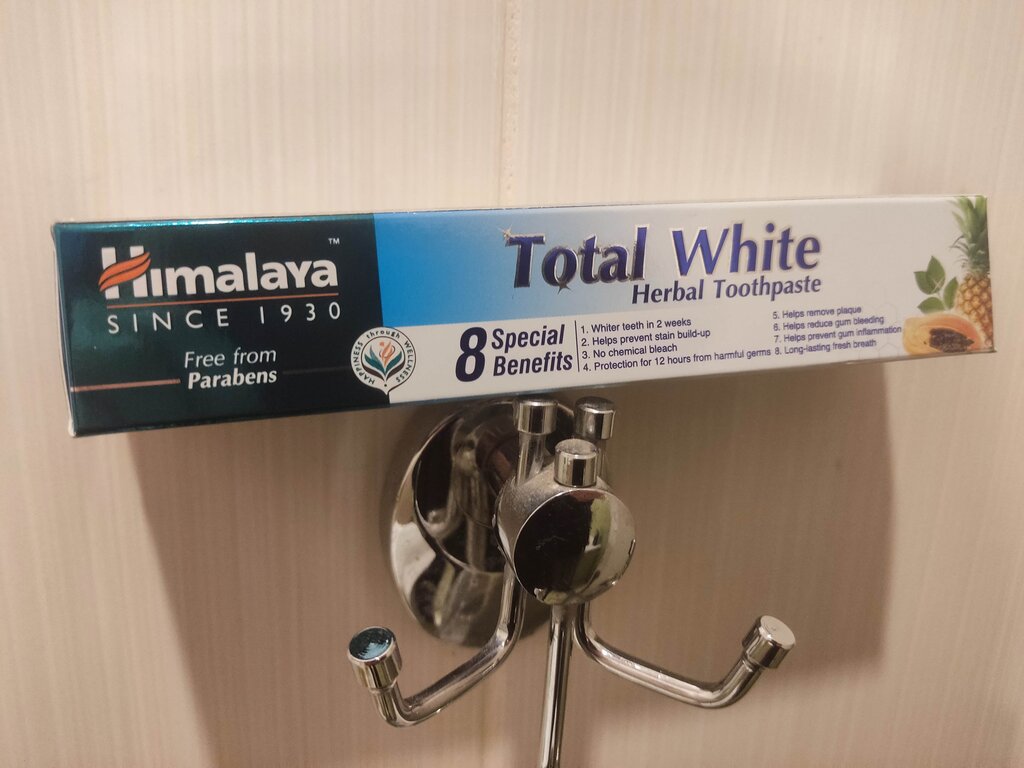 Himalaya™
SINCE 1930
Free from
Parabens
HAPPINESS through WELLNESS
Total White
Herbal Toothpaste
8 Special
Benefits
1. Whiter teeth in 2 weeks
2. Helps prevent stain build-up
3. No chemical bleach
4. Protection for 12 hours from harmful germs
5. Helps remove plaque
6. Helps reduce gum bleeding
7. Helps prevent gum inflammation
8. Long-lasting fresh breath